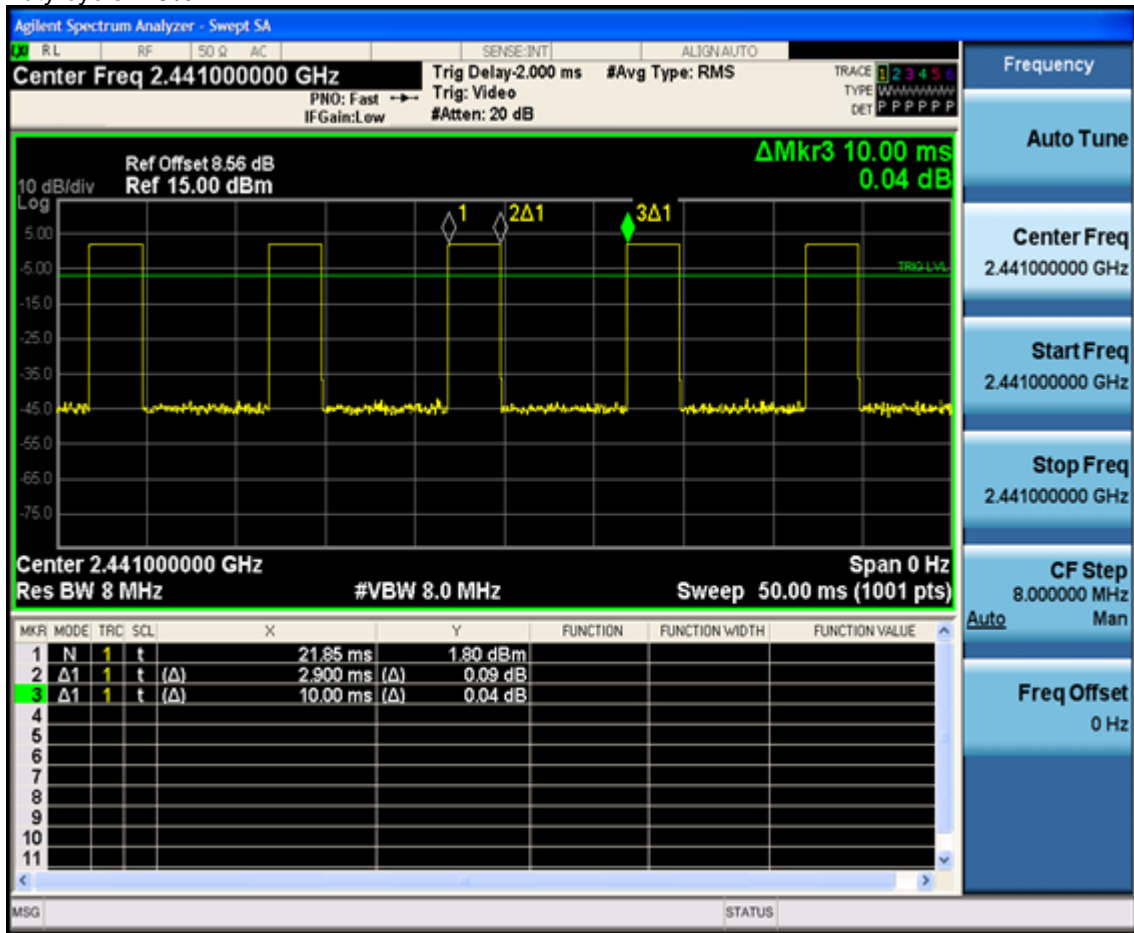 Agilent Spectrum Analyzer - Swept SA
RL RF 50 Ω AC SENSE:INT ALIGNAUTO
Center Freq 2.441000000 GHz
PNO: Fast
IFGain:Low
Trig Delay-2.000 ms
Trig: Video
#Atten: 20 dB
#Avg Type: RMS
TRACE 1 2 3 4 5 6
TYPE WWWWWW
DET P P P P P P
Ref Offset 8.56 dB
10 dB/div Ref 15.00 dBm
ΔMkr3 10.00 ms
0.04 dB
Log
1 2Δ1 3Δ1
5.00
-5.00
TRIG LVL
-15.0
-25.0
-35.0
-45.0
-55.0
-65.0
-75.0
Center 2.441000000 GHz Span 0 Hz
Res BW 8 MHz #VBW 8.0 MHz Sweep 50.00 ms (1001 pts)
MKR MODE TRC SCL X Y FUNCTION FUNCTION WIDTH FUNCTION VALUE
1 N 1 t 21.85 ms 1.80 dBm
2 Δ1 1 t (Δ) 2.900 ms (Δ) 0.09 dB
3 Δ1 1 t (Δ) 10.00 ms (Δ) 0.04 dB
4
5
6
7
8
9
10
11
MSG STATUS
Frequency
Auto Tune
Center Freq
2.441000000 GHz
Start Freq
2.441000000 GHz
Stop Freq
2.441000000 GHz
CF Step
8.000000 MHz
Auto Man
Freq Offset
0 Hz